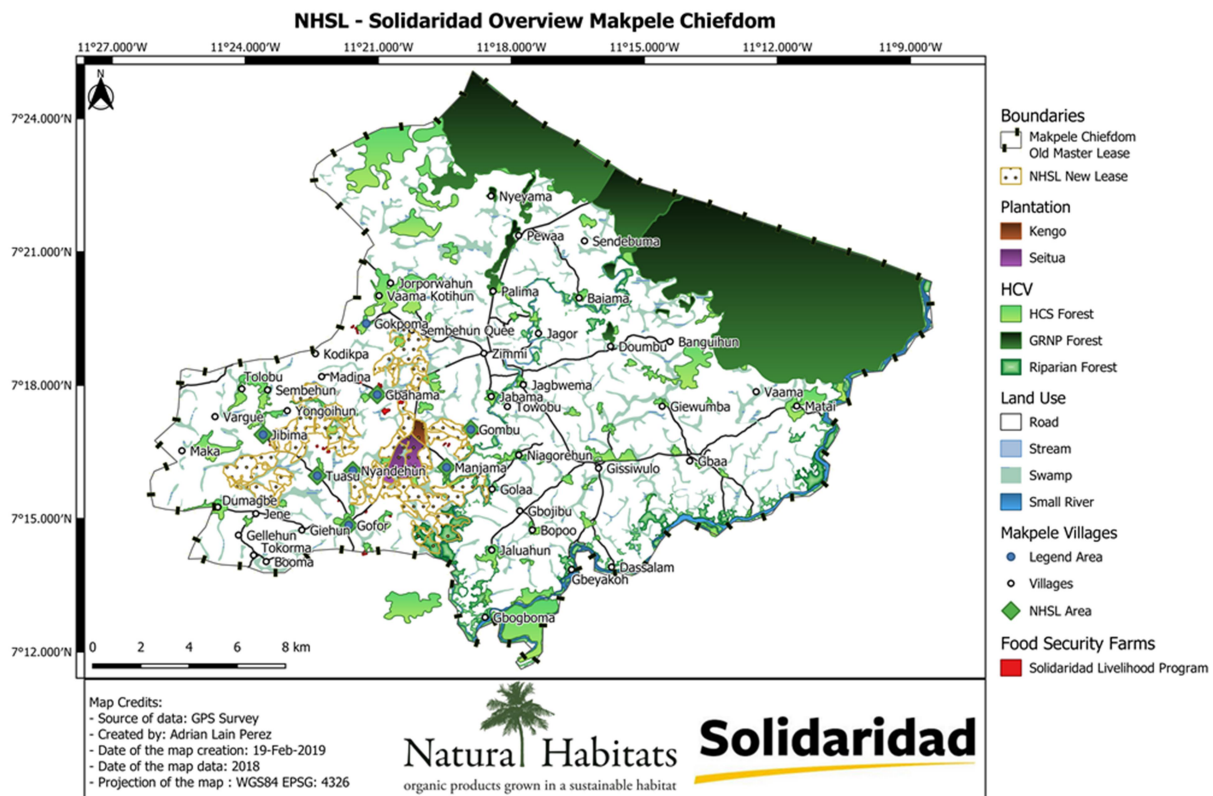 NHSL - Solidaridad Overview Makpele Chiefdom
11°27.000'W 11°24.000'W 11°21.000'W 11°18.000'W 11°15.000'W 11°12.000'W 11°9.000'W
N
7°24.000'N
7°21.000'N
7°18.000'N
7°15.000'N
7°12.000'N
Nyeyama
Pewaa
Sendebuma
Jorporwahun
Vaama Kotihun
Palima
Baiama
Gokpoma
Sembehun Quee
Jagor
Kodikpa
Zimmi
Doumbu
Banguihun
Tolobu
Madina
Sembehun
Gbahama
Jagbwema
Jabama
Towobu
Vaama
Giewumba
Matai
Vargue
Yongoihun
Jibima
Gombu
Maka
Niagorehun
Gissiwulo
Gbaa
Tuasu
Nyandehun
Manjama
Golaa
Dumagbe
Jene
Gbojibu
Gofor
Giehun
Gellehun
Bopoo
Tokorma
Booma
Jaluahun
Dassalam
Gbeyakoh
Gbogboma
0 2 4 6 8 km
Boundaries
Makpele Chiefdom
Old Master Lease
NHSL New Lease
Plantation
Kengo
Seitua
HCV
HCS Forest
GRNP Forest
Riparian Forest
Land Use
Road
Stream
Swamp
Small River
Makpele Villages
Legend Area
Villages
NHSL Area
Food Security Farms
Solidaridad Livelihood Program
Map Credits:
- Source of data: GPS Survey
- Created by: Adrian Lain Perez
- Date of the map creation: 19-Feb-2019
- Date of the map data: 2018
- Projection of the map : WGS84 EPSG: 4326
Natural Habitats
organic products grown in a sustainable habitat
Solidaridad